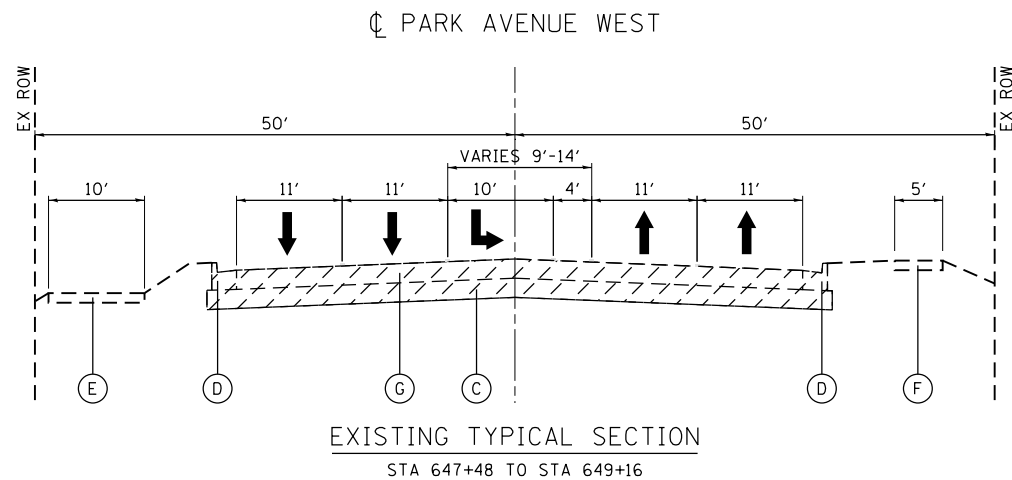 ℄ PARK AVENUE WEST
EX ROW
EX ROW
50'
50'
VARIES 9'-14'
10'
11'
11'
10'
4'
11'
11'
5'
E
D
G
C
D
F
EXISTING TYPICAL SECTION
STA 647+48 TO STA 649+16